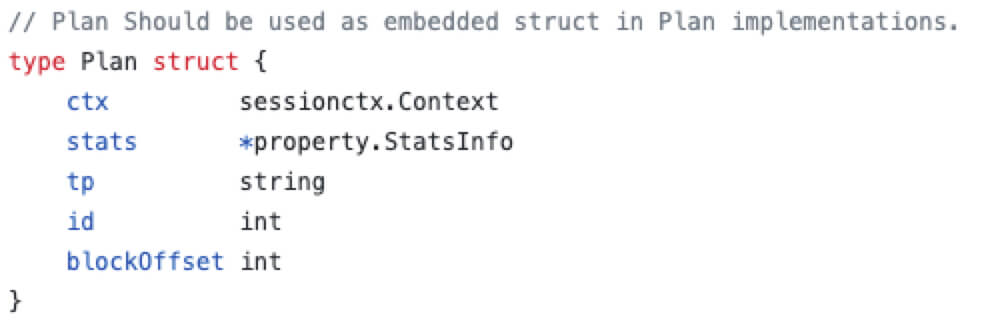 // Plan Should be used as embedded struct in Plan implementations.
type Plan struct {
    ctx         sessionctx.Context
    stats       *property.StatsInfo
    tp          string
    id          int
    blockOffset int
}